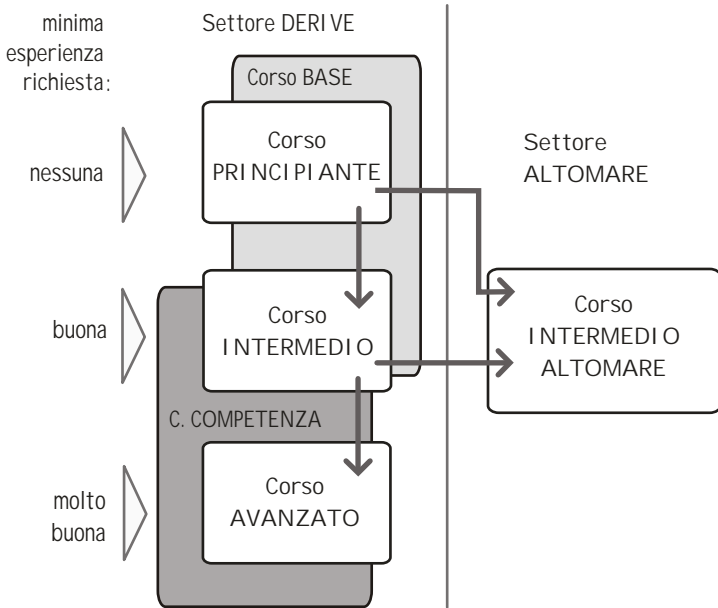 minima
esperienza
richiesta:
Settore DERIVE
Corso BASE
Corso
PRINCIPIANTE
nessuna
Settore
ALTOMARE
Corso
INTERMEDIO
buona
Corso
INTERMEDIO
ALTOMARE
C. COMPETENZA
Corso
AVANZATO
molto
buona